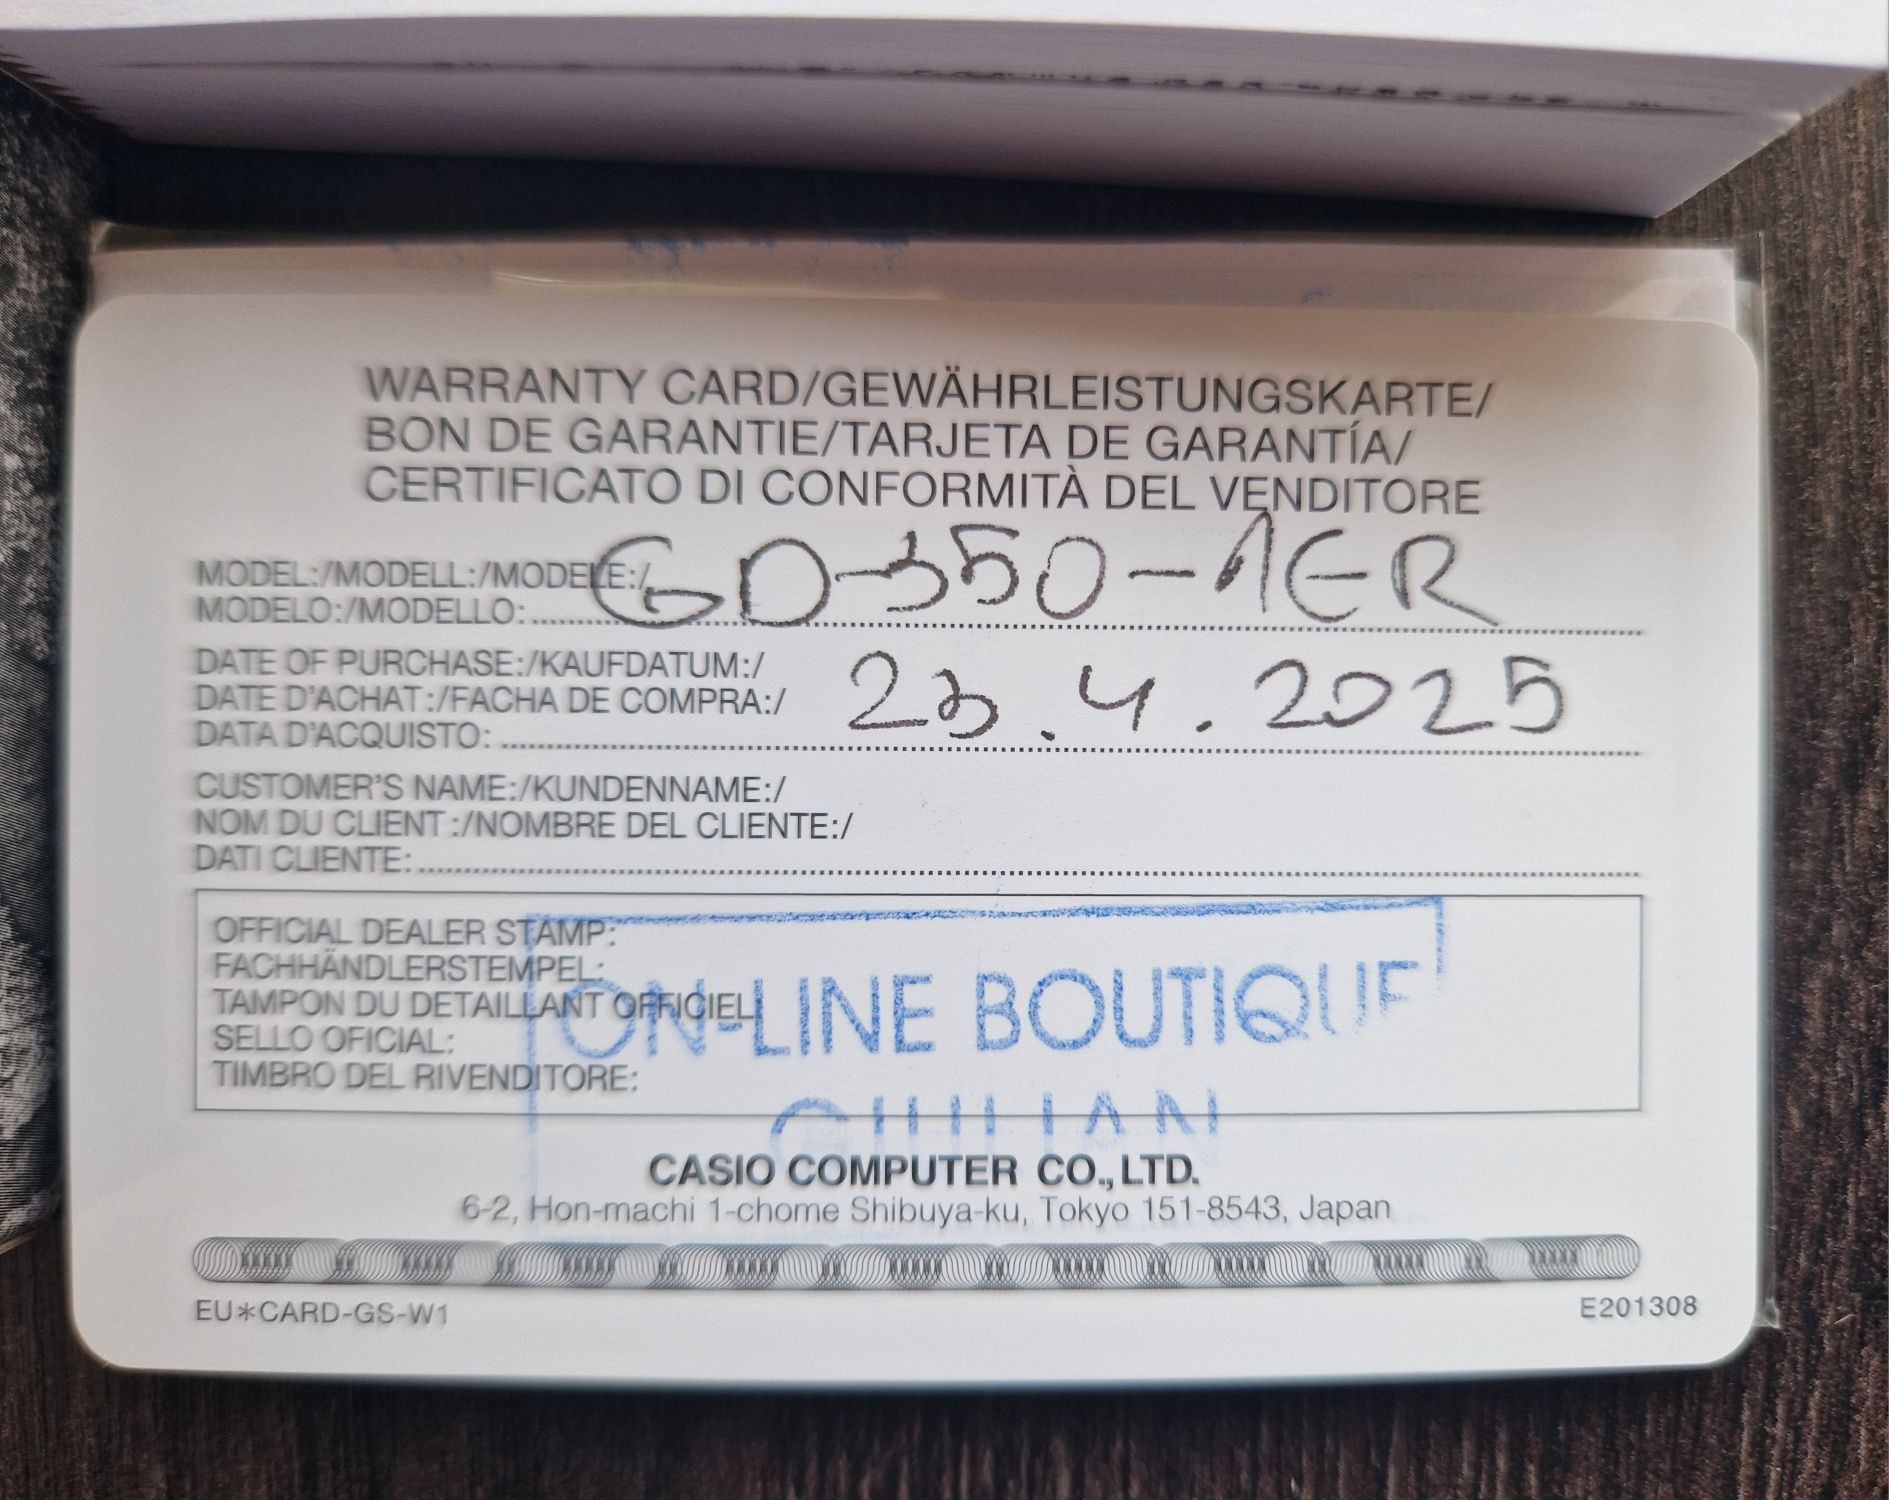 WARRANTY CARD/GEWÄHRLEISTUNGSKARTE/
BON DE GARANTIE/TARJETA DE GARANTÍA/
CERTIFICATO DI CONFORMITÀ DEL VENDITORE
MODEL:/MODELL:/MODELE:/
MODELO:/MODELLO: GD-350-1ER
DATE OF PURCHASE:/KAUFDATUM:/
DATE D'ACHAT:/FACHA DE COMPRA:/
DATA D'ACQUISTO: 23.4.2025
CUSTOMER'S NAME:/KUNDENNAME:/
NOM DU CLIENT:/NOMBRE DEL CLIENTE:/
DATI CLIENTE:
OFFICIAL DEALER STAMP:
FACHHÄNDLERSTEMPEL:
TAMPON DU DETAILLANT OFFICIEL:
SELLO OFICIAL:
TIMBRO DEL RIVENDITORE:
ON-LINE BOUTIQUE
GIULIAN
CASIO COMPUTER CO., LTD.
6-2, Hon-machi 1-chome Shibuya-ku, Tokyo 151-8543, Japan
EU*CARD-GS-W1
E201308